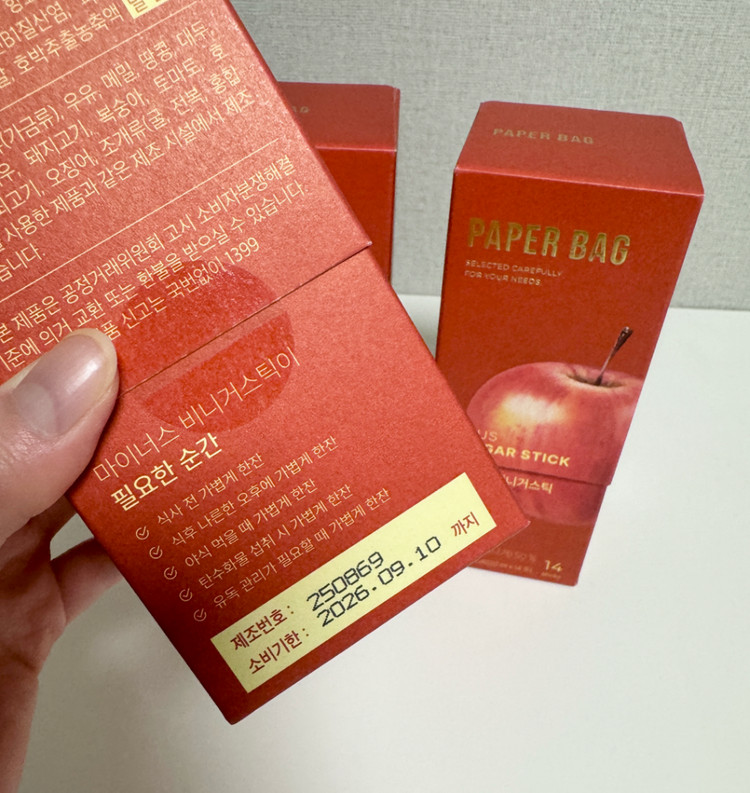 비질산염
호박추출농축액
(가금류), 우유, 메밀, 땅콩, 대두,
돼지고기, 복숭아, 토마토, 호
고기, 오징어, 조개류(굴, 전복, 홍합
사용한 제품과 같은 제조 시설에서 제조
습니다.
본 제품은 공정거래위원회 고시 소비자분쟁해결
기준에 의거 교환 또는 환불을 받으실 수 있습니다.
품 신고는 국번없이 1399
마이너스 비니거스틱이
필요한 순간
식사 전 가볍게 한잔
식후 나른한 오후에 가볍게 한잔
야식 먹을 때 가볍게 한잔
탄수화물 섭취 시 가볍게 한잔
유독 관리가 필요할 때 가볍게 한잔
제조번호 : 250869
소비기한 : 2026.09.10 까지
PAPER BAG
PAPER BAG
SELECTED CAREFULLY
FOR YOUR NEEDS
US
GAR STICK
니거스틱
14